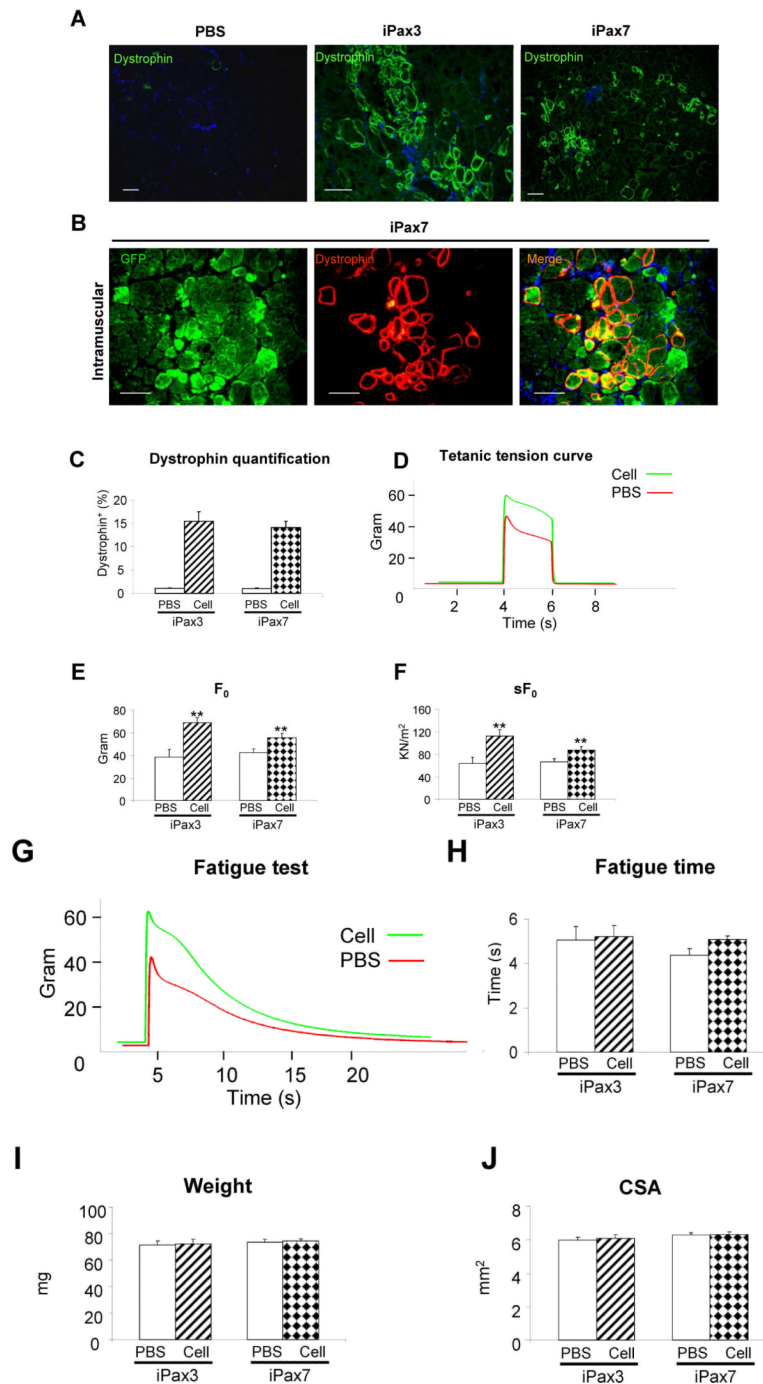 A
PBS
iPax3
iPax7
Dystrophin
Dystrophin
Dystrophin
B
iPax7
Intramuscular
GFP
Dystrophin
Merge
C
Dystrophin quantification
Dystrophin⁺ (%)
20
15
10
5
0
PBS Cell
PBS Cell
iPax3
iPax7
D
Tetanic tension curve
Cell
PBS
Gram
60
40
20
0
2 4 6 8
Time (s)
E
F₀
Gram
80
60
40
20
0
**
**
PBS Cell
PBS Cell
iPax3
iPax7
F
sF₀
KN/m²
160
120
80
40
0
**
**
PBS Cell
PBS Cell
iPax3
iPax7
G
Fatigue test
Cell
PBS
Gram
60
40
20
0
5 10 15 20
Time (s)
H
Fatigue time
Time (s)
6
4
2
0
PBS Cell
PBS Cell
iPax3
iPax7
I
Weight
mg
100
80
60
40
20
0
PBS Cell
PBS Cell
iPax3
iPax7
J
CSA
mm²
8
6
4
2
0
PBS Cell
PBS Cell
iPax3
iPax7